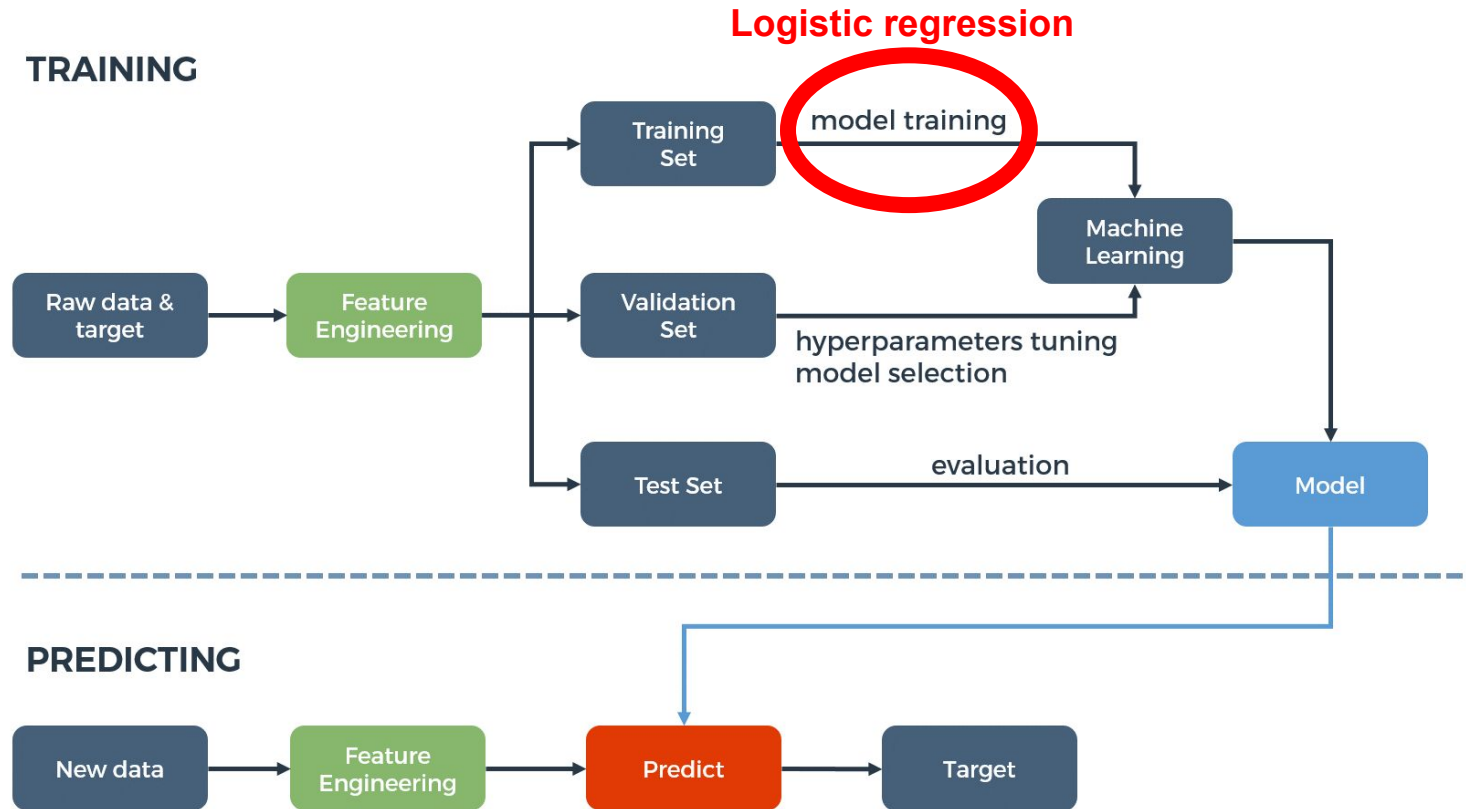 Logistic regression
TRAINING
Training
Set
model training
Machine
Learning
Raw data &
target
Feature
Engineering
Validation
Set
hyperparameters tuning
model selection
Test Set
evaluation
Model
PREDICTING
New data
Feature
Engineering
Predict
Target